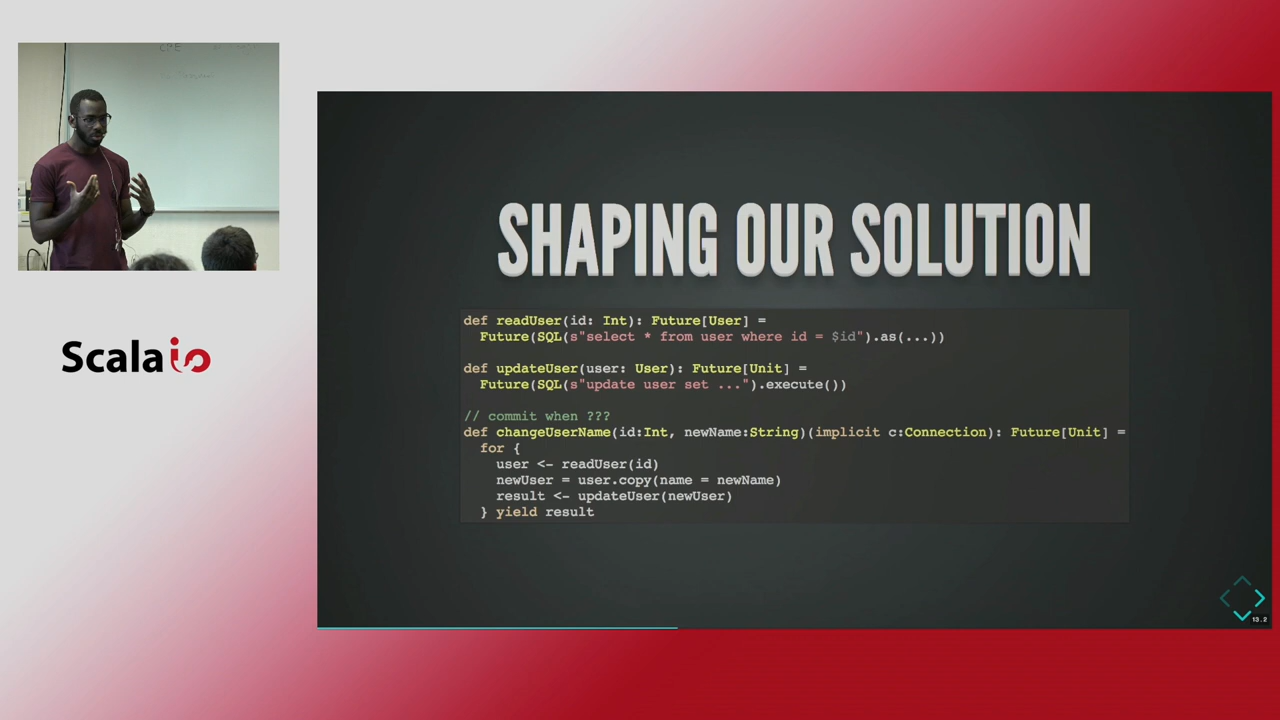 Scala
SHAPING OUR SOLUTION
def readUser(id: Int): Future[User] =
  Future(SQL(s"select * from user where id = $id").as(...))
def updateUser(user: User): Future[Unit] =
  Future(SQL(s"update user set ...").execute())
// commit when ???
def changeUserName(id:Int, newName:String)(implicit c:Connection): Future[Unit] =
  for {
    user <- readUser(id)
    newUser = user.copy(name = newName)
    result <- updateUser(newUser)
  } yield result
13.2